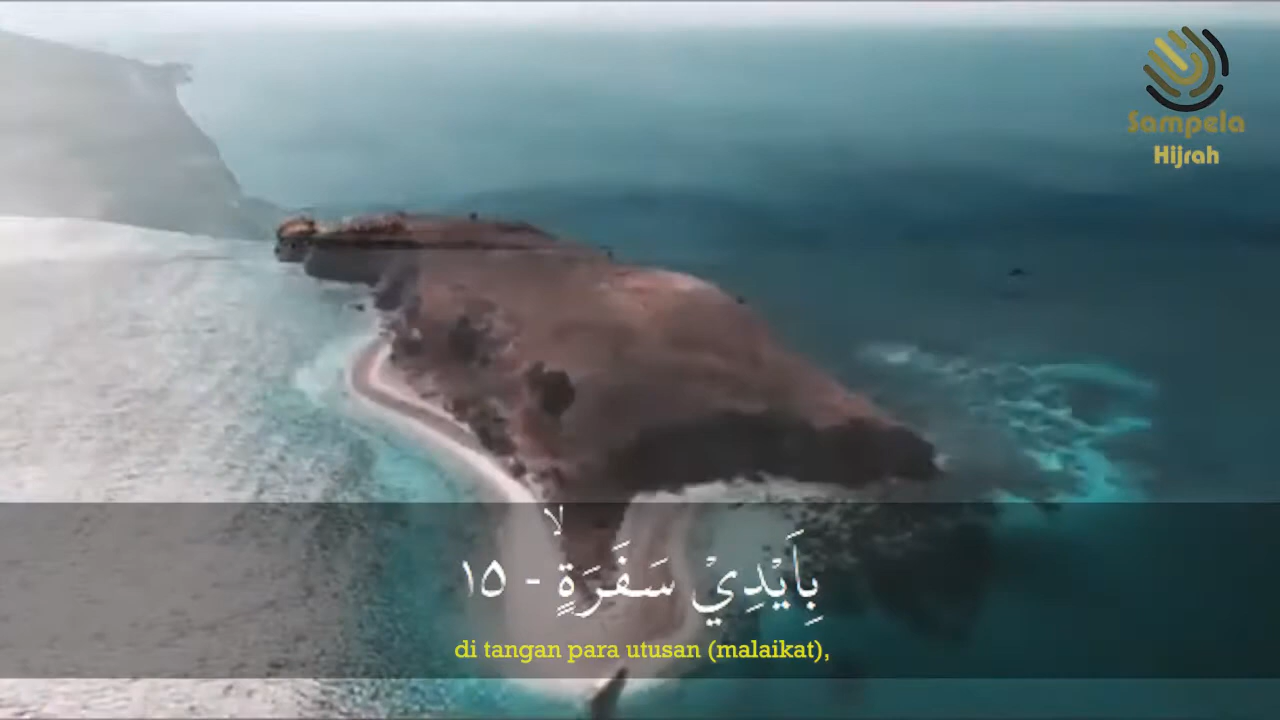 Sampela
Hijrah
بِاَيْدِيْ سَفَرَةٍۙ - ١٥
di tangan para utusan (malaikat),